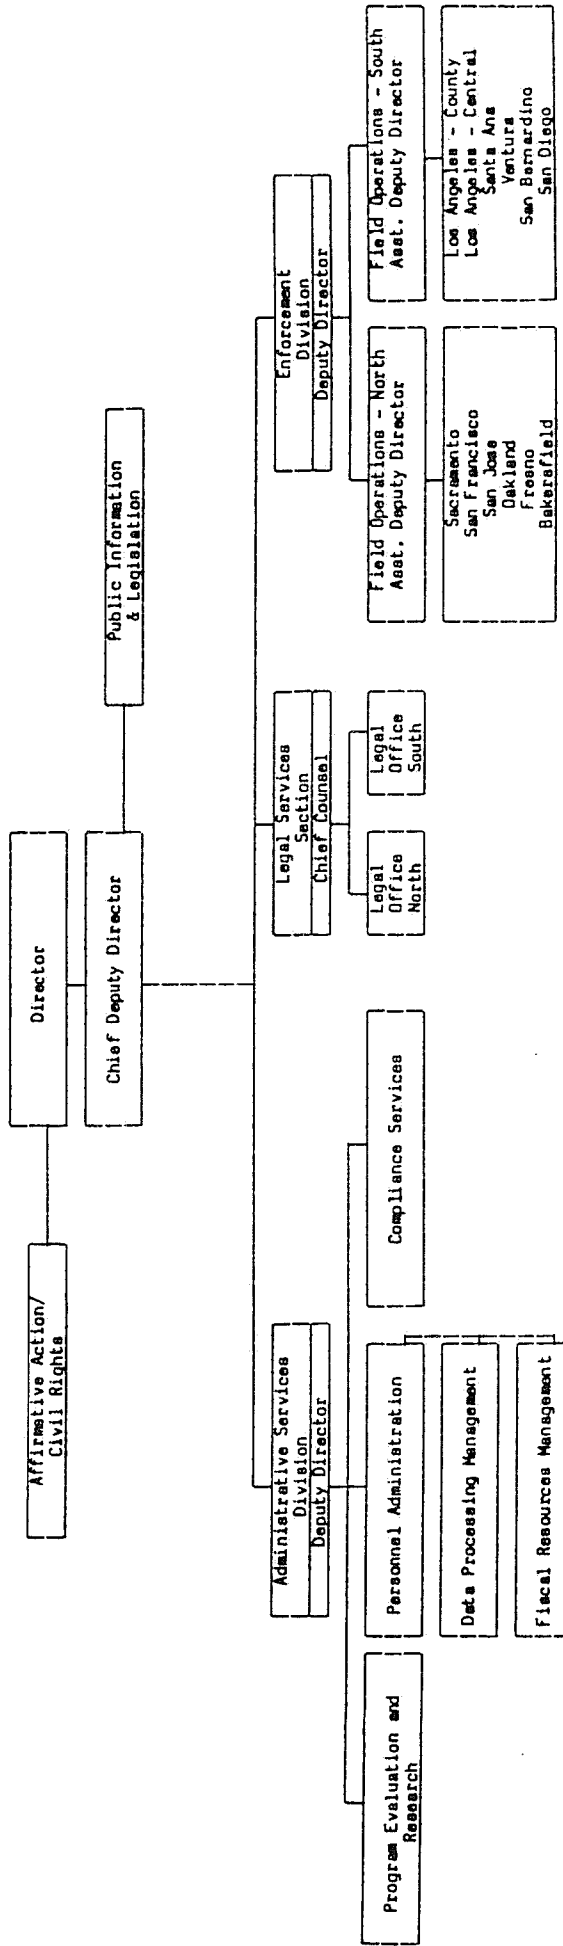 Director
Affirmative Action/
Civil Rights
Chief Deputy Director
Public Information
& Legislation
Administrative Services
Division
Deputy Director
Legal Services
Section
Chief Counsel
Enforcement
Division
Deputy Director
Program Evaluation and
Research
Personnel Administration
Compliance Services
Data Processing Management
Fiscal Resources Management
Legal
Office
North
Legal
Office
South
Field Operations - North
Asst. Deputy Director
Field Operations - South
Asst. Deputy Director
Sacramento
San Francisco
San Jose
Oakland
Fresno
Bakersfield
Los Angeles - County
Los Angeles - Central
Santa Ana
Ventura
San Bernardino
San Diego